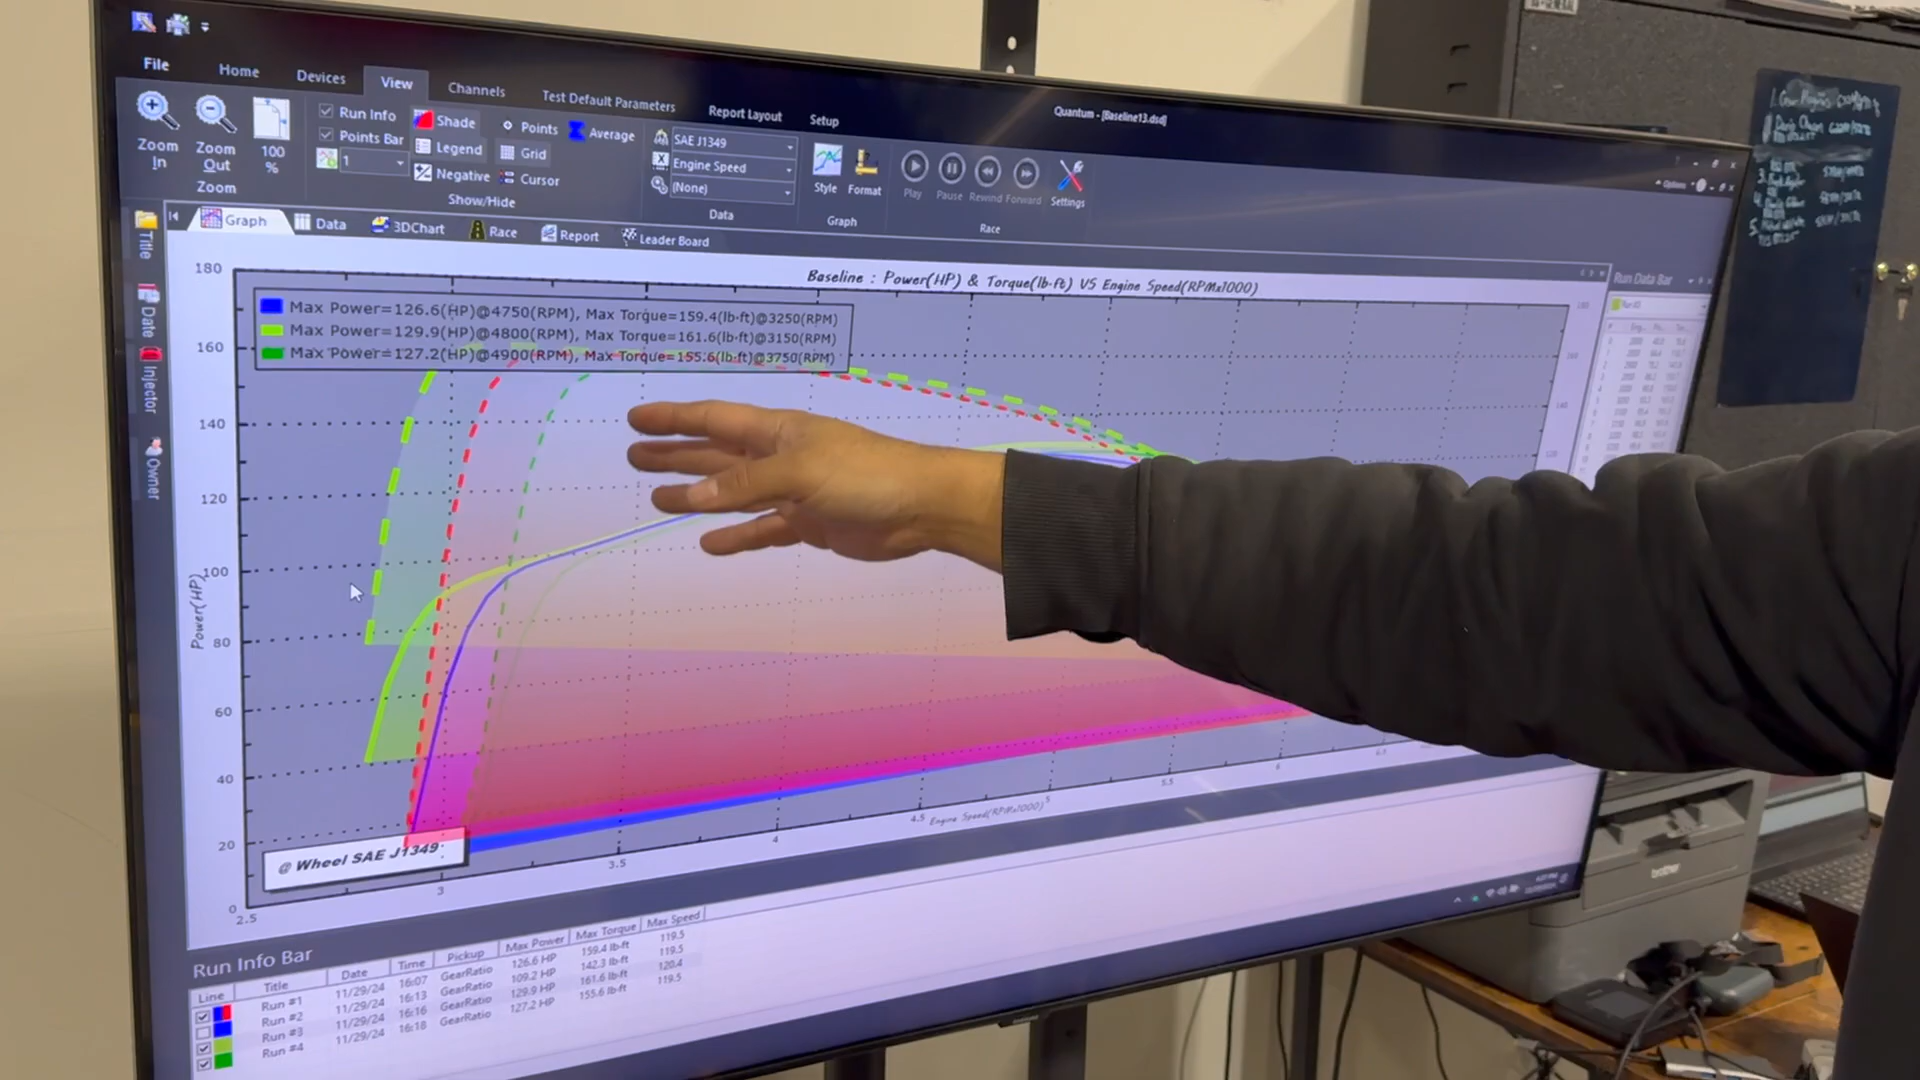 Quantum - [Baseline13.dsd]
File Home Devices View Channels Test Default Parameters Report Layout Setup
Options
Zoom In
Zoom Out
100 %
Zoom
Run Info
Points Bar
1
Shade
Legend
Negative
Points
Grid
Cursor
Average
Show/Hide
SAE J1349
Engine Speed
(None)
Data
Style Format
Graph
Play Pause Rewind Forward
Race
Settings
Graph Data 3DChart Race Report Leader Board
Title
Date
Injector
Owner
Baseline : Power(HP) & Torque(lb-ft) VS Engine Speed(RPMx1000)
Max Power=126.6(HP)@4750(RPM), Max Torque=159.4(lb-ft)@3250(RPM)
Max Power=129.9(HP)@4800(RPM), Max Torque=161.6(lb-ft)@3150(RPM)
Max Power=127.2(HP)@4900(RPM), Max Torque=155.6(lb-ft)@3750(RPM)
180
160
140
120
100
80
60
40
20
0
Power(HP)
2.5 3 3.5 4 4.5 5 5.5 6
Engine Speed(RPMx1000)
@ Wheel SAE J1349
Run Data Bar
Run Info Bar
Line Title Date Time Pickup Max Power Max Torque Max Speed
Run #1 11/29/24 16:07 GearRatio 126.6 HP 159.4 lb-ft 119.5
Run #2 11/29/24 16:13 GearRatio 109.2 HP 142.3 lb-ft 119.5
Run #3 11/29/24 16:16 GearRatio 129.9 HP 161.6 lb-ft 120.4
Run #4 11/29/24 16:18 GearRatio 127.2 HP 155.6 lb-ft 119.5
brother